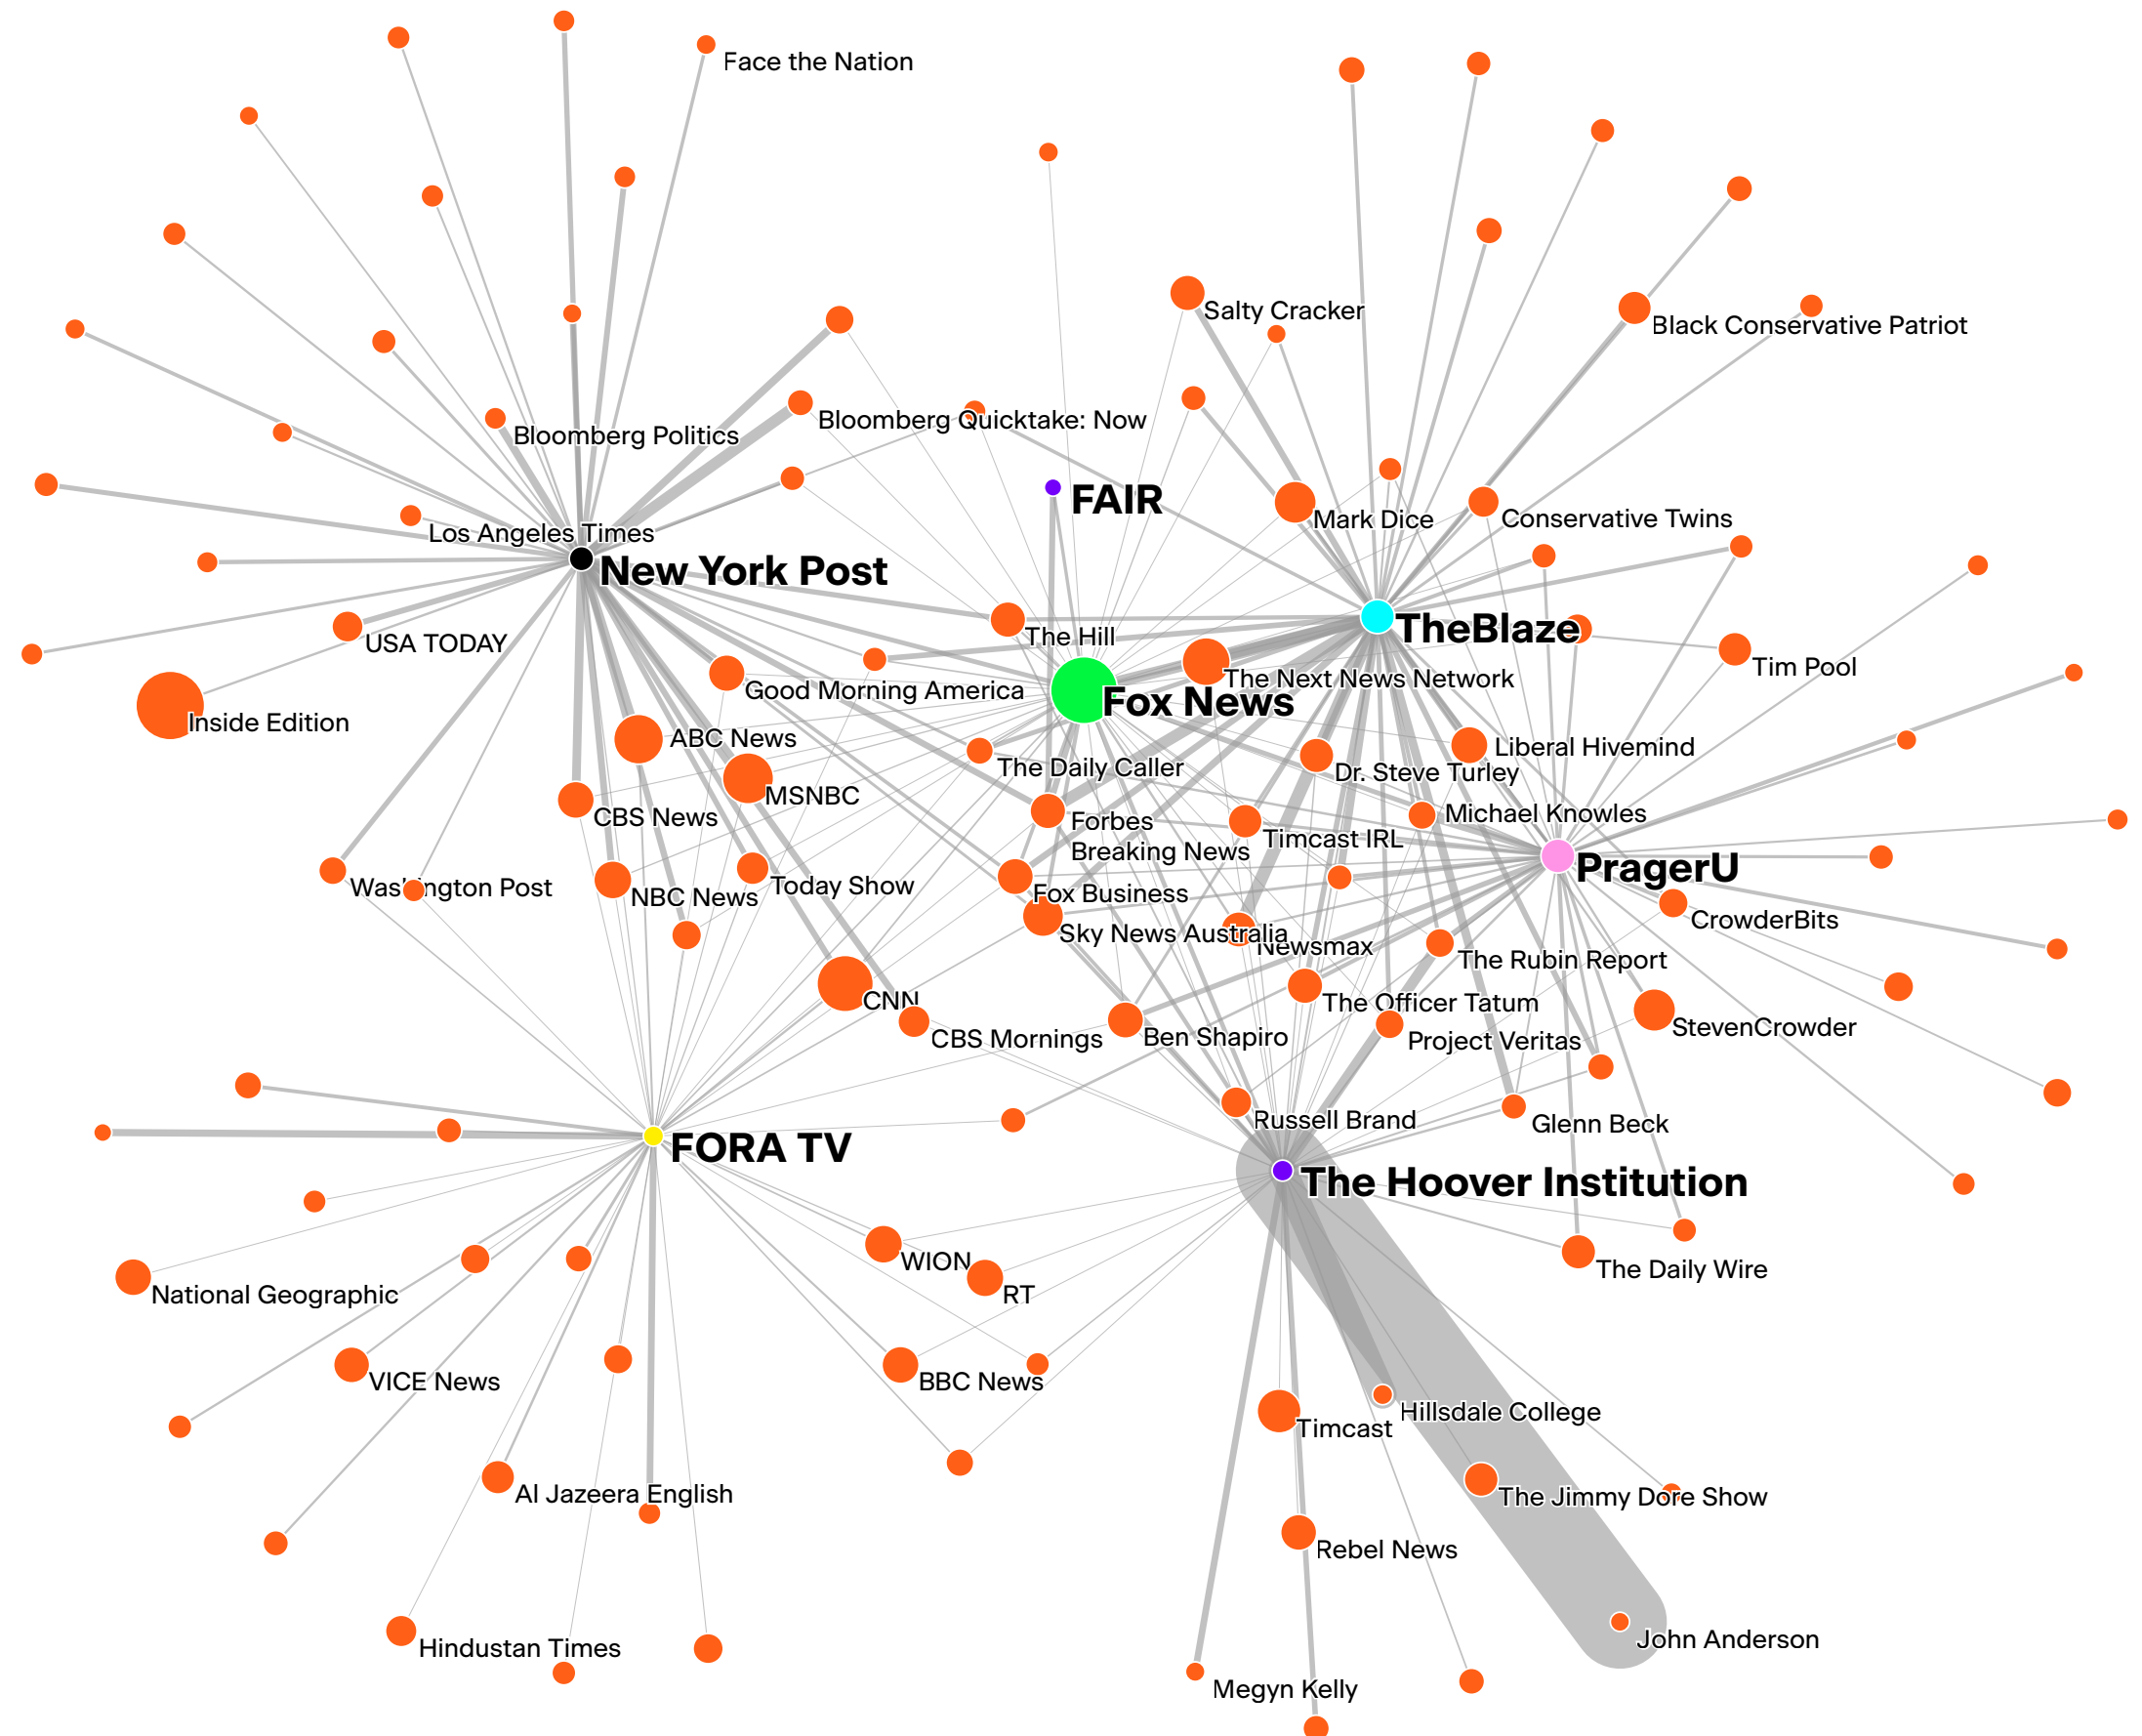 Face the Nation
Salty Cracker
Black Conservative Patriot
Bloomberg Quicktake: Now
Bloomberg Politics
FAIR
Mark Dice
Conservative Twins
Los Angeles Times
New York Post
TheBlaze
USA TODAY
The Hill
Tim Pool
The Next News Network
Good Morning America
Fox News
Inside Edition
ABC News
Liberal Hivemind
The Daily Caller
Dr. Steve Turley
MSNBC
Michael Knowles
CBS News
Forbes
Breaking News
Timcast IRL
PragerU
Washington Post
Today Show
NBC News
Fox Business
CrowderBits
Sky News Australia
Newsmax
The Rubin Report
CNN
The Officer Tatum
StevenCrowder
CBS Mornings
Ben Shapiro
Project Veritas
Russell Brand
Glenn Beck
FORA TV
The Hoover Institution
WION
The Daily Wire
National Geographic
RT
VICE News
BBC News
Hillsdale College
Timcast
Al Jazeera English
The Jimmy Dore Show
Rebel News
John Anderson
Hindustan Times
Megyn Kelly